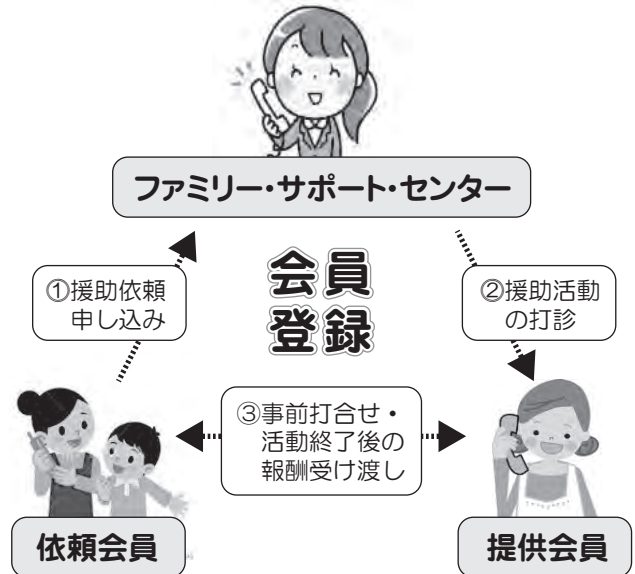 ファミリー・サポート・センター
会員
登録
①援助依頼
申し込み
②援助活動
の打診
③事前打合せ・
活動終了後の
報酬受け渡し
依頼会員
提供会員